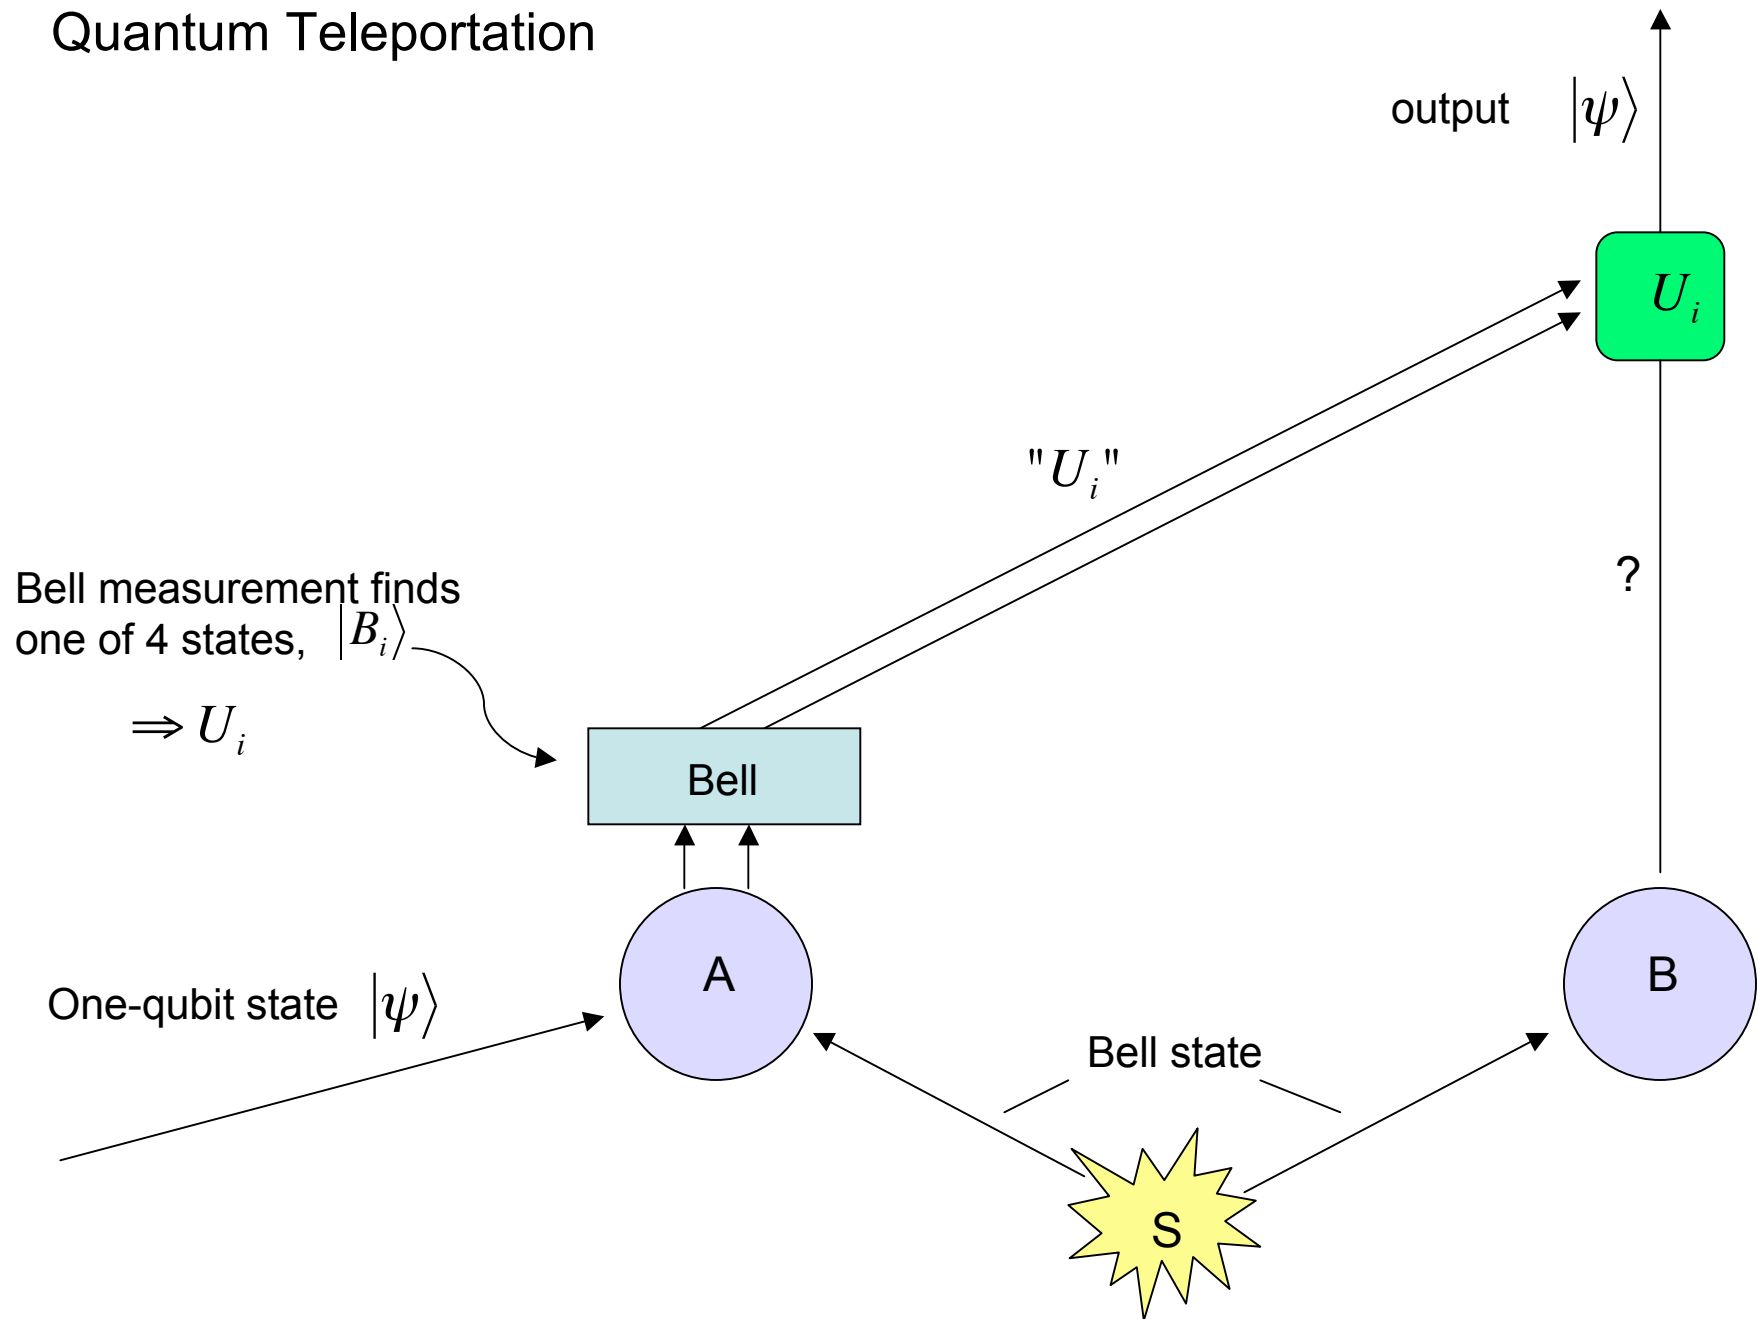 Quantum Teleportation
output |ψ⟩
U_i
"U_i"
?
Bell measurement finds
one of 4 states, |B_i⟩
⇒ U_i
Bell
A
B
One-qubit state |ψ⟩
Bell state
S